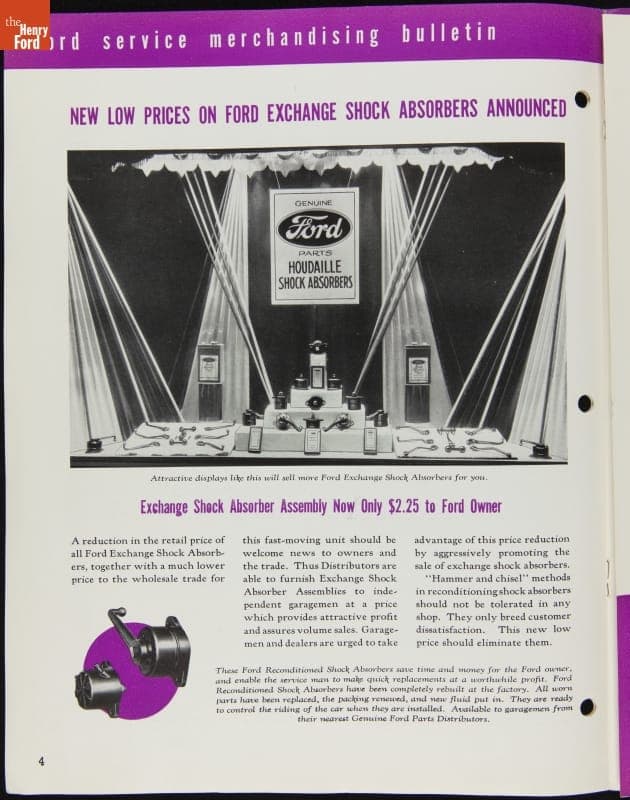 the
Henry
Ford
ord service merchandising bulletin
NEW LOW PRICES ON FORD EXCHANGE SHOCK ABSORBERS ANNOUNCED
GENUINE
Ford
PARTS
HOUDAILLE
SHOCK ABSORBERS
Attractive displays like this will sell more Ford Exchange Shock Absorbers for you.
Exchange Shock Absorber Assembly Now Only $2.25 to Ford Owner
A reduction in the retail price of
all Ford Exchange Shock Absorb-
ers, together with a much lower
price to the wholesale trade for
this fast-moving unit should be
welcome news to owners and
the trade. Thus Distributors are
able to furnish Exchange Shock
Absorber Assemblies to inde-
pendent garagemen at a price
which provides attractive profit
and assures volume sales. Garage-
men and dealers are urged to take
advantage of this price reduction
by aggressively promoting the
sale of exchange shock absorbers.
"Hammer and chisel" methods
in reconditioning shock absorbers
should not be tolerated in any
shop. They only breed customer
dissatisfaction. This new low
price should eliminate them.
These Ford Reconditioned Shock Absorbers save time and money for the Ford owner,
and enable the service man to make quick replacements at a worthwhile profit. Ford
Reconditioned Shock Absorbers have been completely rebuilt at the factory. All worn
parts have been replaced, the packing renewed, and new fluid put in. They are ready
to control the riding of the car when they are installed. Available to garagemen from
their nearest Genuine Ford Parts Distributors.
4